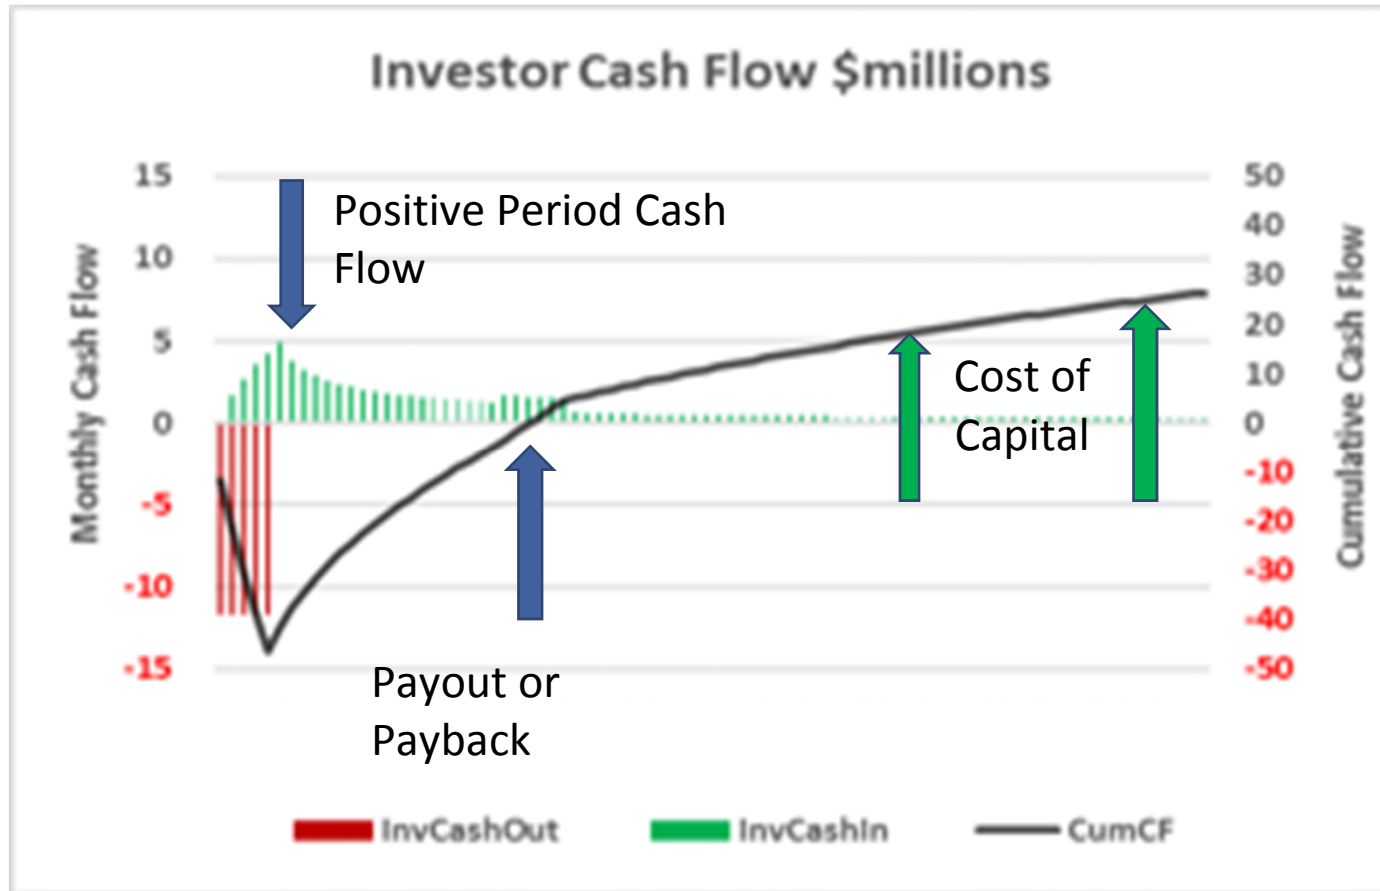 Investor Cash Flow $millions
15
10
5
0
-5
-10
-15
Monthly Cash Flow
Positive Period Cash
Flow
Payout or
Payback
Cost of
Capital
50
40
30
20
10
0
-10
-20
-30
-40
-50
Cumulative Cash Flow
InvCashOut
InvCashIn
CumCF